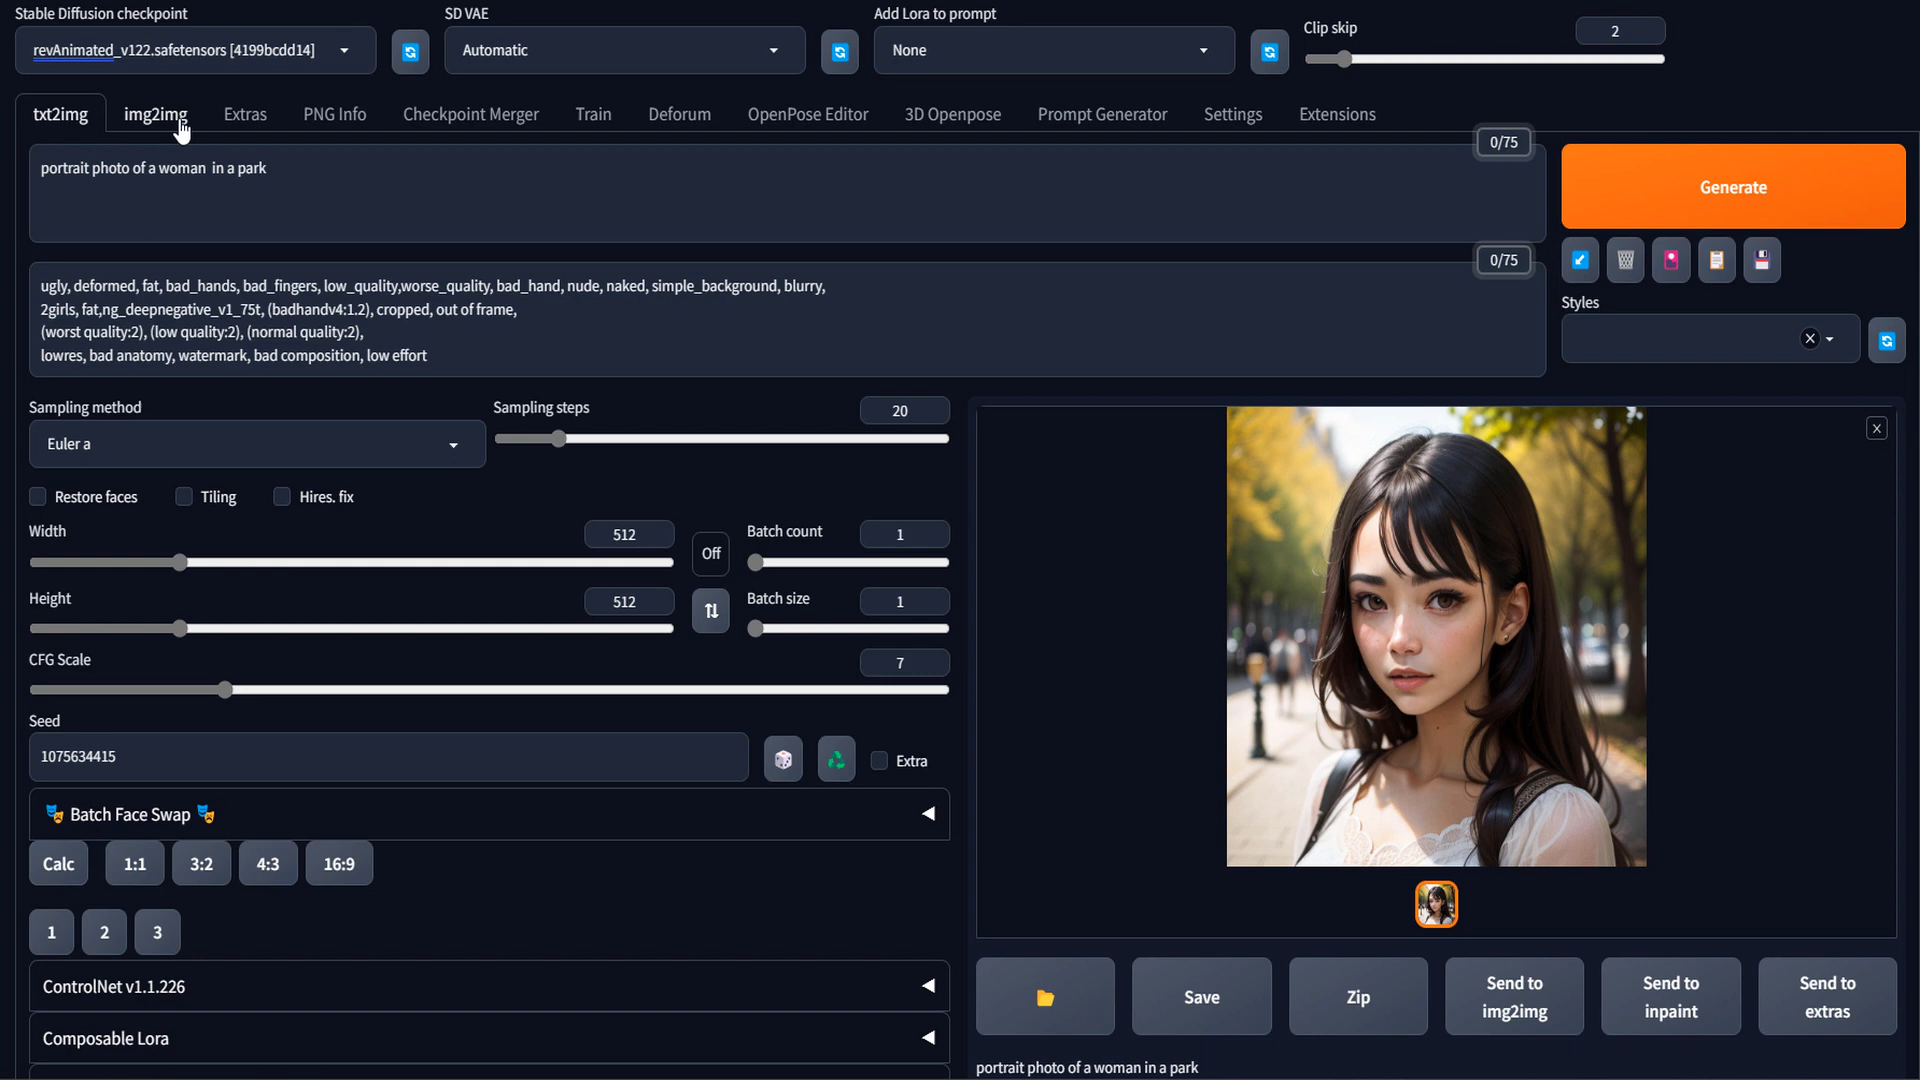 Stable Diffusion checkpoint
SD VAE
Add Lora to prompt
Clip skip
2
revAnimated_v122.safetensors [4199bcdd14]
Automatic
None
txt2img
img2img
Extras
PNG Info
Checkpoint Merger
Train
Deforum
OpenPose Editor
3D Openpose
Prompt Generator
Settings
Extensions
0/75
portrait photo of a woman  in a park
Generate
0/75
ugly, deformed, fat, bad_hands, bad_fingers, low_quality,worse_quality, bad_hand, nude, naked, simple_background, blurry,
2girls, fat,ng_deepnegative_v1_75t, (badhandv4:1.2), cropped, out of frame,
(worst quality:2), (low quality:2), (normal quality:2),
lowres, bad anatomy, watermark, bad composition, low effort
Styles
Sampling method
Euler a
Sampling steps
20
Restore faces
Tiling
Hires. fix
Width
512
Off
Batch count
1
Height
512
Batch size
1
CFG Scale
7
Seed
1075634415
Extra
Batch Face Swap
Calc
1:1
3:2
4:3
16:9
1
2
3
ControlNet v1.1.226
Composable Lora
X
Save
Zip
Send to
img2img
Send to
inpaint
Send to
extras
portrait photo of a woman in a park